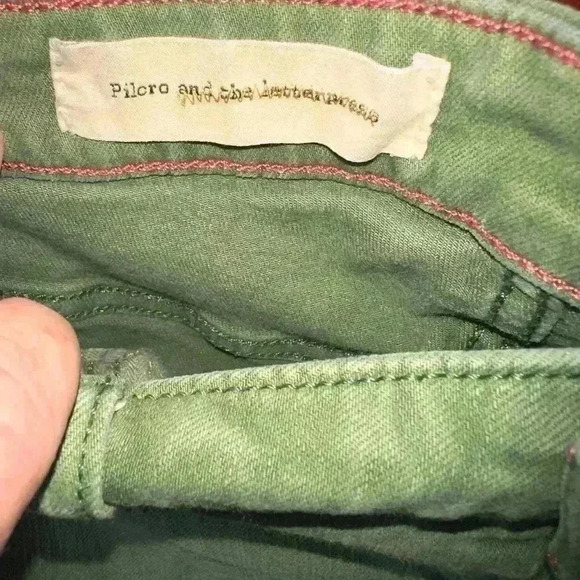 Pilcro and the letterpress